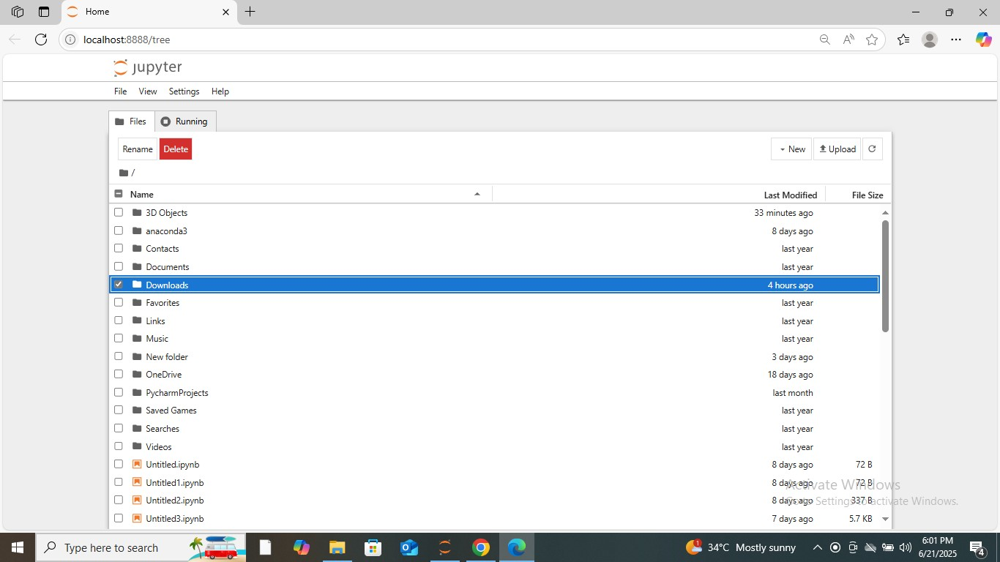 Home
localhost:8888/tree
jupyter
File View Settings Help
Files Running
Rename Delete New Upload
/
Name Last Modified File Size
3D Objects 33 minutes ago
anaconda3 8 days ago
Contacts last year
Documents last year
Downloads 4 hours ago
Favorites last year
Links last year
Music last year
New folder 3 days ago
OneDrive 18 days ago
PycharmProjects last month
Saved Games last year
Searches last year
Videos last year
Untitled.ipynb 8 days ago 72 B
Untitled1.ipynb 8 days ago 72 B
Activate Windows
Untitled2.ipynb 8 days ago 337 B
Go to Settings to activate Windows.
Untitled3.ipynb 7 days ago 5.7 KB
Type here to search 1 34°C Mostly sunny 6:01 PM
6/21/2025 4